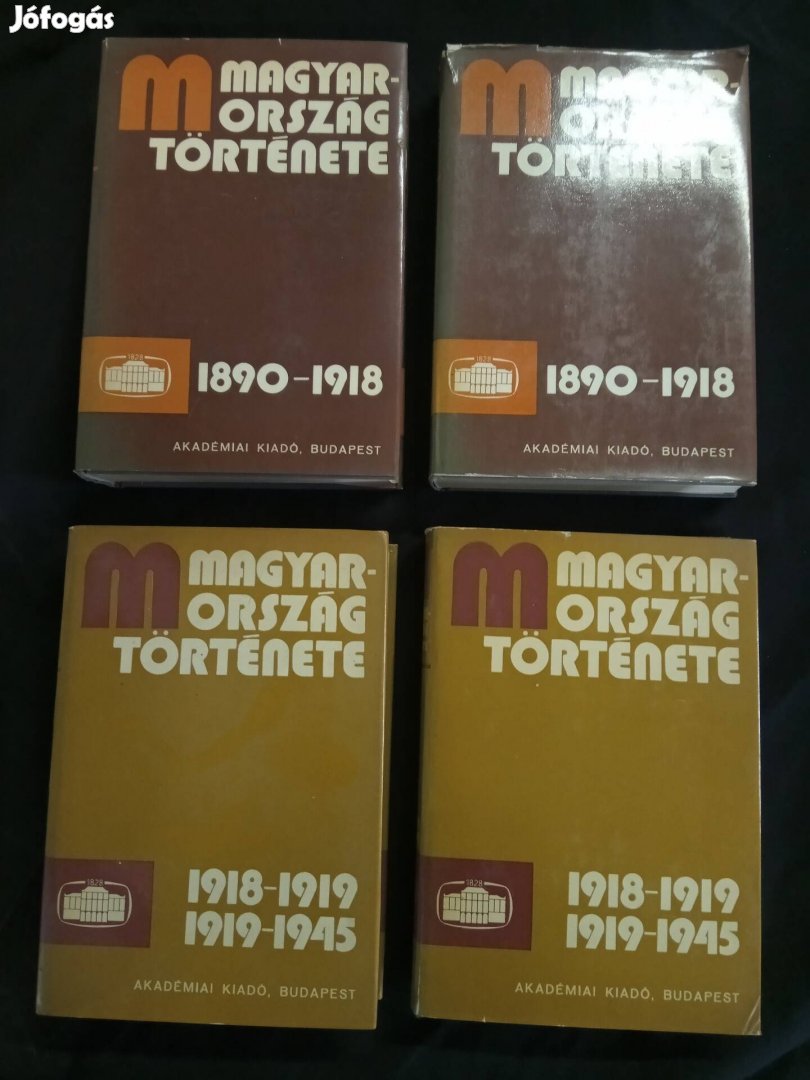 Jófogás
MAGYAR-
ORSZÁG
TÖRTÉNETE
1828
1890-1918
AKADÉMIAI KIADÓ, BUDAPEST
MAGYAR-
ORSZÁG
TÖRTÉNETE
1828
1890-1918
AKADÉMIAI KIADÓ, BUDAPEST
MAGYAR-
ORSZÁG
TÖRTÉNETE
1828
1918-1919
1919-1945
AKADÉMIAI KIADÓ, BUDAPEST
MAGYAR-
ORSZÁG
TÖRTÉNETE
1828
1918-1919
1919-1945
AKADÉMIAI KIADÓ, BUDAPEST